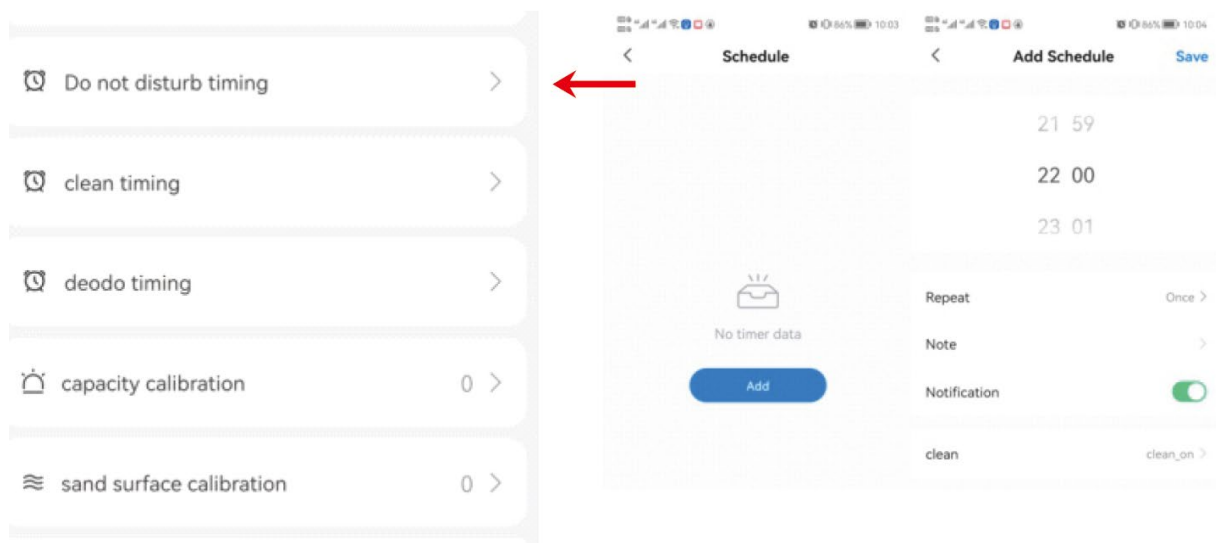 Do not disturb timing
clean timing
deodo timing
capacity calibration 0
sand surface calibration 0
86% 10:03
Schedule
No timer data
Add
86% 10:04
Add Schedule Save
21 59
22 00
23 01
Repeat Once
Note
Notification
clean clean_on